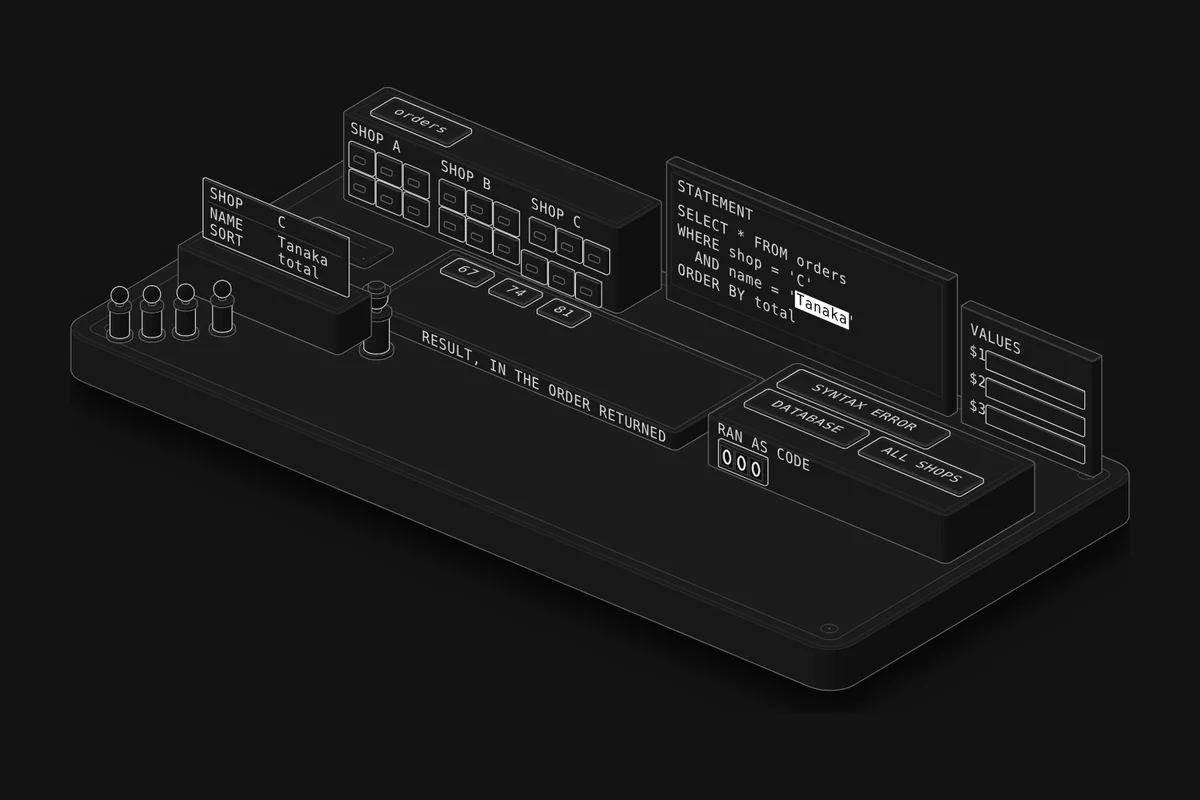 orders
SHOP A
SHOP B
SHOP C
SHOP C
NAME Tanaka
SORT total
67
74
81
RESULT, IN THE ORDER RETURNED
STATEMENT
SELECT * FROM orders
WHERE shop = 'C'
AND name = 'Tanaka'
ORDER BY total
VALUES
$1
$2
$3
SYNTAX ERROR
DATABASE
ALL SHOPS
RAN AS CODE
000